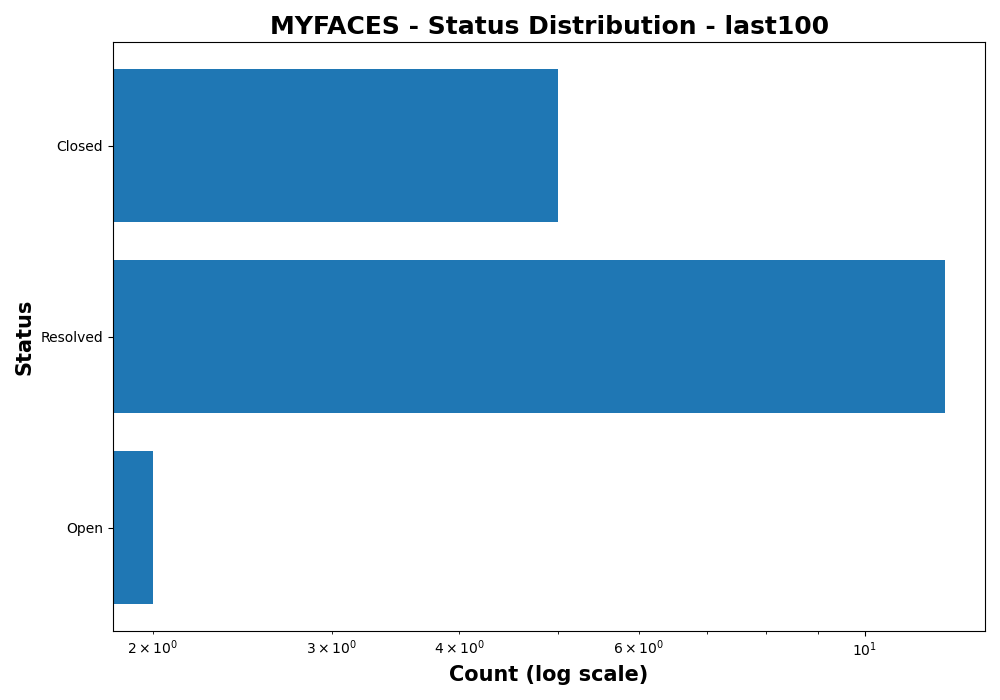 MYFACES - Status Distribution - last100
Closed
Resolved
Open
Status
2 × 10⁰ 3 × 10⁰ 4 × 10⁰ 6 × 10⁰ 10¹
Count (log scale)